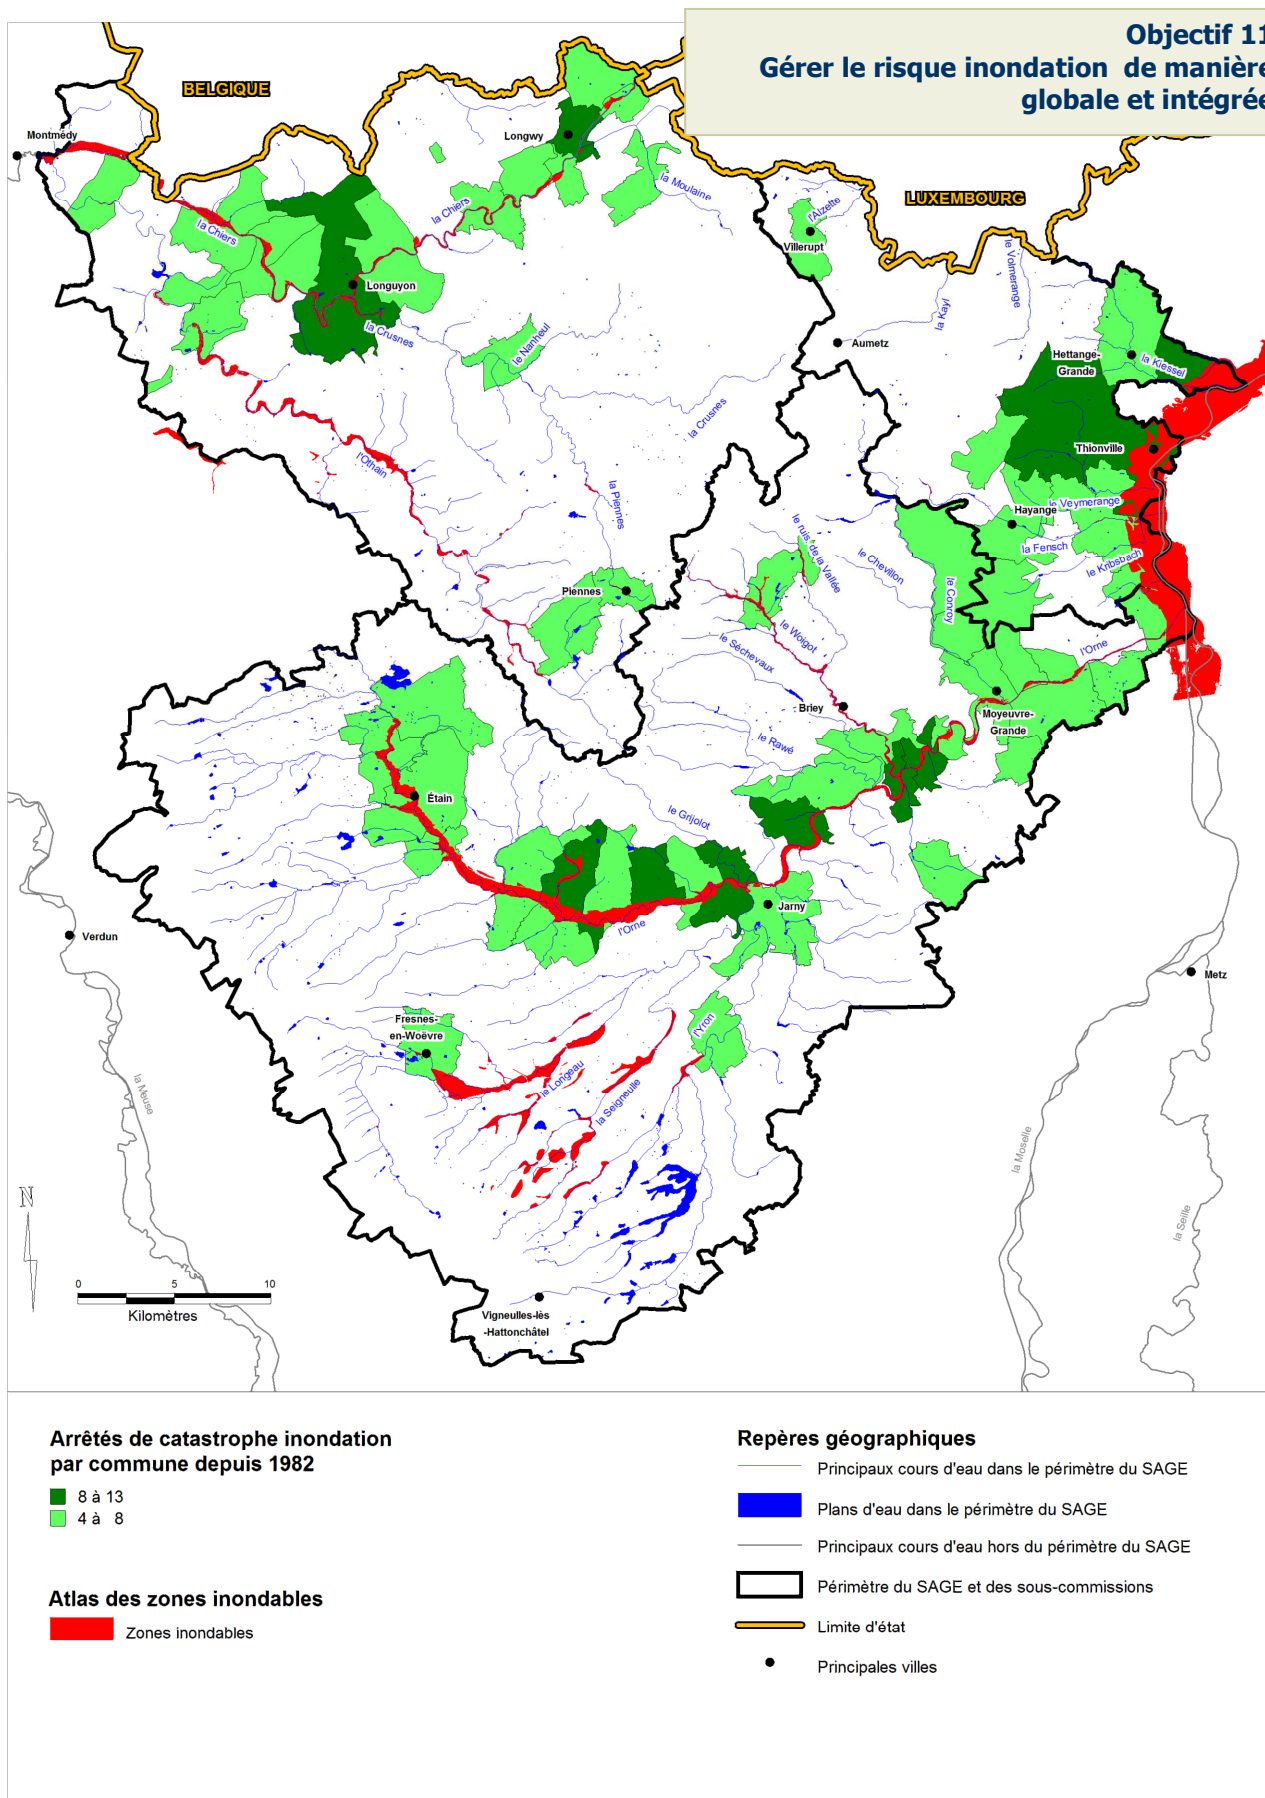 Objectif 11
Gérer le risque inondation de manière
globale et intégrée
BELGIQUE
Montmédy
Longwy
la Moulaine
LUXEMBOURG
l'Alzette
Villerupt
la Chiers
la Chiers
le Volmerange
Longuyon
la Kayl
la Crusnes
le Nanheul
Aumetz
Hettange-
Grande
la Kiessel
la Crusnes
Thionville
l'Othain
la Piennes
le Veymerange
Hayange
la Fensch
le ruis. de la Vallée
le Chevillon
le Kribsbach
Piennes
le Conroy
le Woigot
l'Orne
le Séchevaux
Briey
Moyeuvre-
Grande
le Rawé
Étain
le Grijolot
Jarny
l'Orne
Verdun
Metz
Fresnes-
en-Woëvre
l'Yron
le Longeau
la Seigneulle
la Meuse
la Moselle
la Seille
N
0 5 10
Kilomètres
Vigneulles-lès
-Hattonchâtel
Arrêtés de catastrophe inondation
par commune depuis 1982
8 à 13
4 à 8
Atlas des zones inondables
Zones inondables
Repères géographiques
Principaux cours d'eau dans le périmètre du SAGE
Plans d'eau dans le périmètre du SAGE
Principaux cours d'eau hors du périmètre du SAGE
Périmètre du SAGE et des sous-commissions
Limite d'état
Principales villes